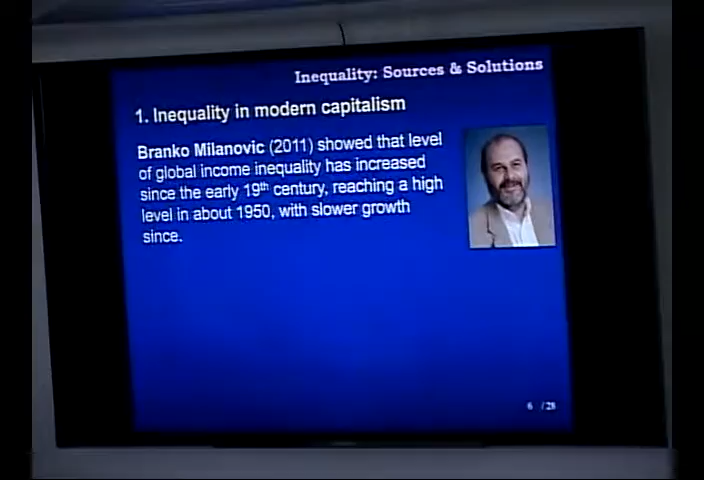 Inequality: Sources & Solutions
1. Inequality in modern capitalism
Branko Milanovic (2011) showed that level
of global income inequality has increased
since the early 19th century, reaching a high
level in about 1950, with slower growth
since.
6 /28